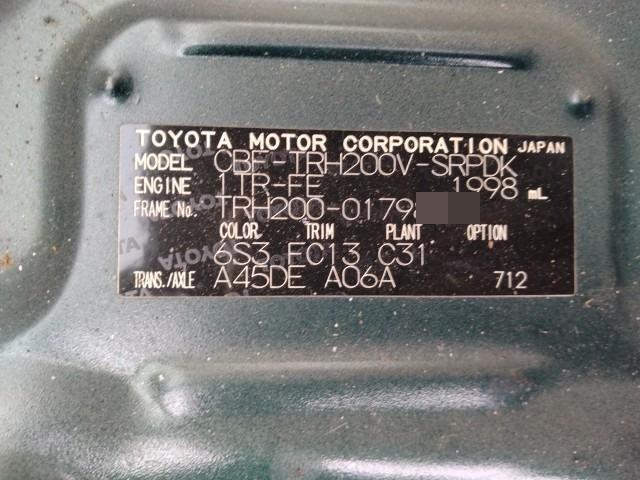 TOYOTA MOTOR CORPORATION JAPAN
MODEL CBF-TRH200V-SRPDK
ENGINE 1TR-FE 1998 mL
FRAME No. TRH200-01798
COLOR TRIM PLANT OPTION
6S3 FC13 C31
TRANS./AXLE A45DE A06A 712